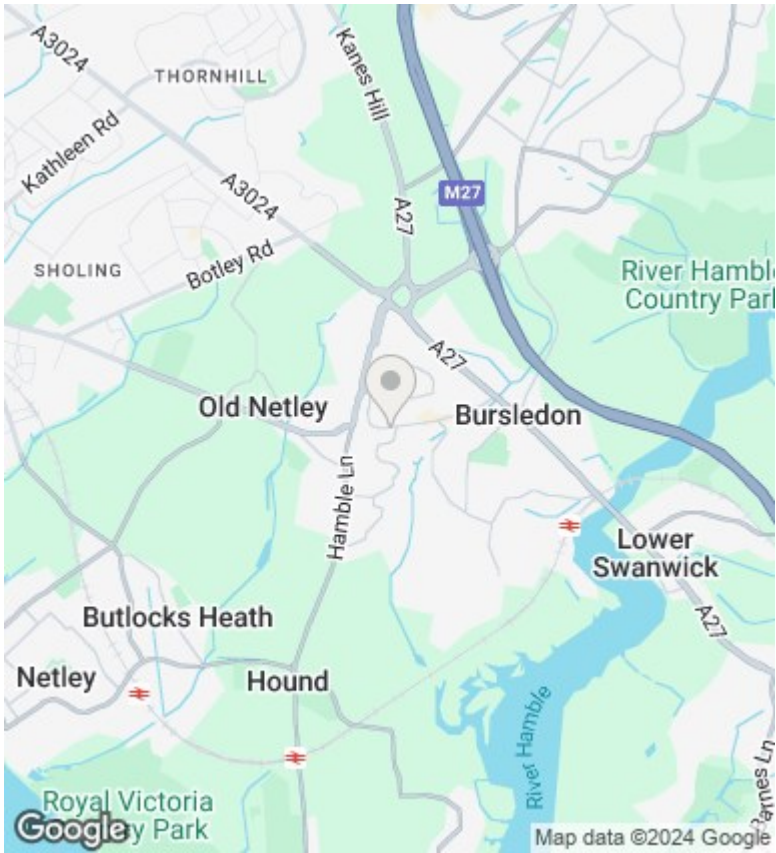 A3024
Kanes Hill
THORNHILL
Kathleen Rd
A3024
M27
A27
Botley Rd
SHOLING
River Hamble
Country Park
A27
Old Netley
Bursledon
Hamble Ln
Lower
Swanwick
Butlocks Heath
A27
Netley
Hound
River Hamble
Barnes Ln
Royal Victoria
Park
Google
Map data ©2024 Google